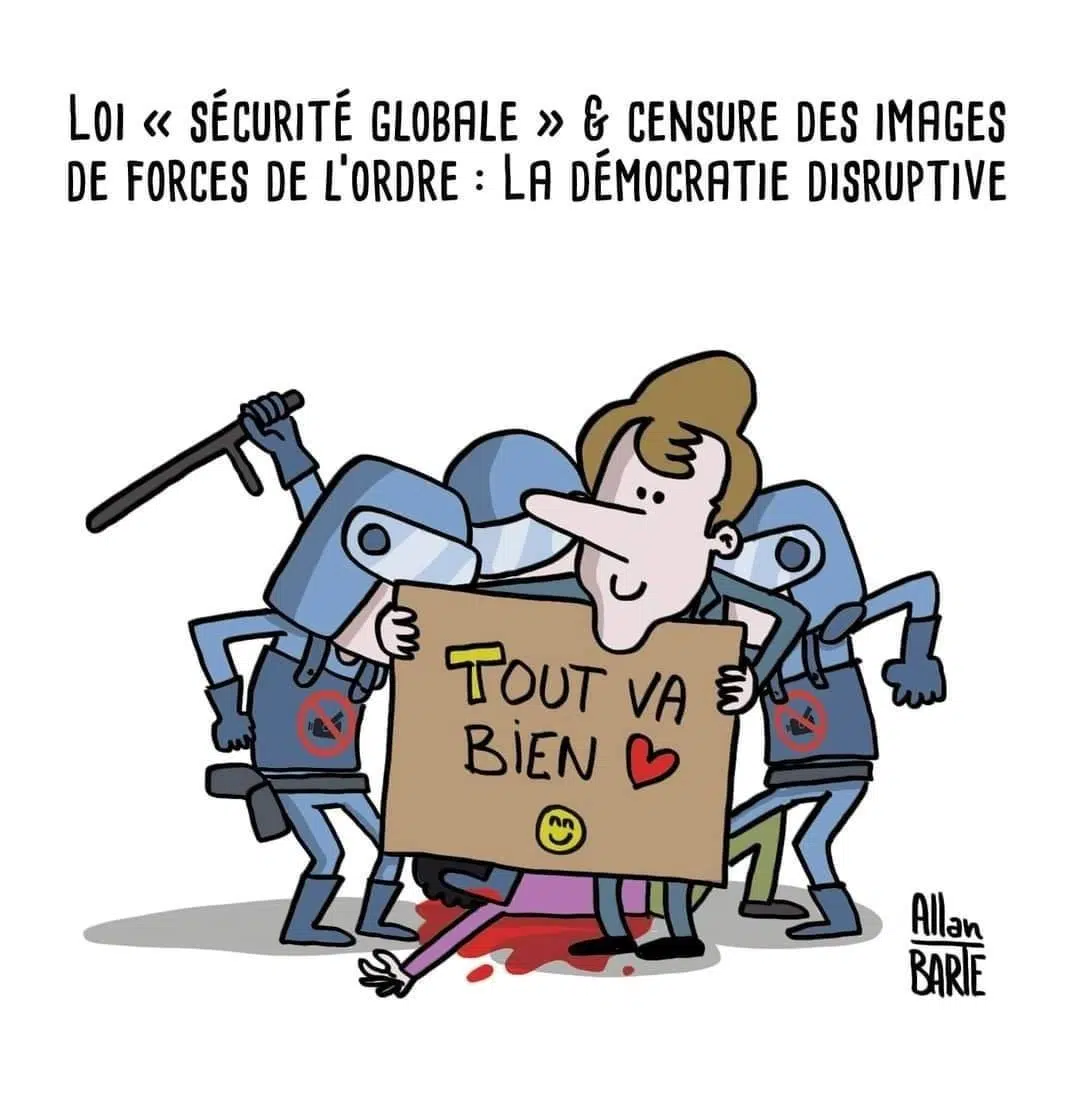 LOI « SÉCURITÉ GLOBALE » & CENSURE DES IMAGES
DE FORCES DE L'ORDRE : LA DÉMOCRATIE DISRUPTIVE
TOUT VA
BIEN
Allan
BARTE